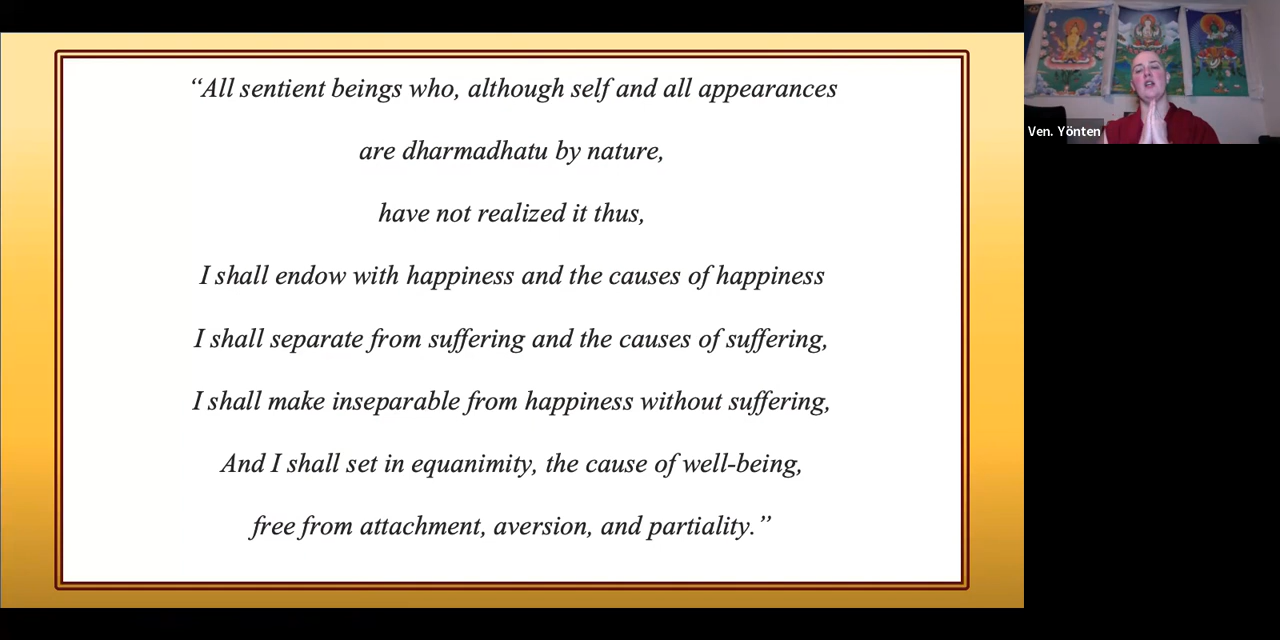 “All sentient beings who, although self and all appearances
are dharmadhatu by nature,
have not realized it thus,
I shall endow with happiness and the causes of happiness
I shall separate from suffering and the causes of suffering,
I shall make inseparable from happiness without suffering,
And I shall set in equanimity, the cause of well-being,
free from attachment, aversion, and partiality.”
Ven. Yönten